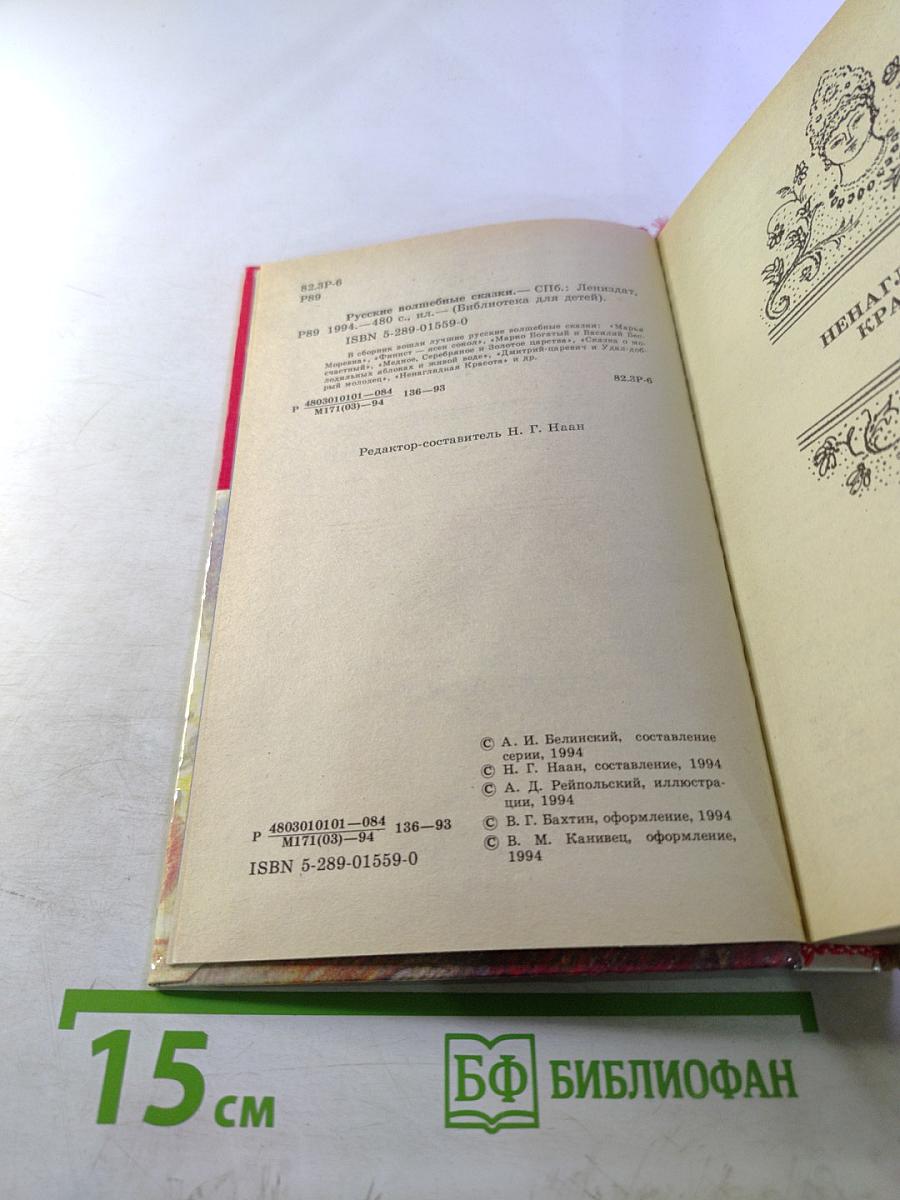 82.3Р-6
Р89
Русские волшебные сказки.— СПб.: Лениздат,
Р89 1994.—480 с., ил.— (Библиотека для детей).
ISBN 5-289-01559-0
В сборник вошли лучшие русские волшебные сказки: «Марья
Моревна», «Финист — ясен сокол», «Марко Богатый и Василий Бес-
счастный», «Медное, Серебряное и Золотое царства», «Сказка о мо-
лодильных яблоках и живой воде», «Дмитрий-царевич и Удал-доб-
рый молодец», «Ненаглядная Красота» и др.
Р 4803010101—084 136—93
М171(03)—94
82.3Р-6
Редактор-составитель Н. Г. Наан
© А. И. Белинский, составление
серии, 1994
© Н. Г. Наан, составление, 1994
© А. Д. Рейпольский, иллюстра-
ции, 1994
© В. Г. Бахтин, оформление, 1994
© В. М. Канивец, оформление,
1994
Р 4803010101—084 136—93
М171(03)—94
ISBN 5-289-01559-0
НЕНАГЛ
КРА
15 см
БФ БИБЛИОФАН